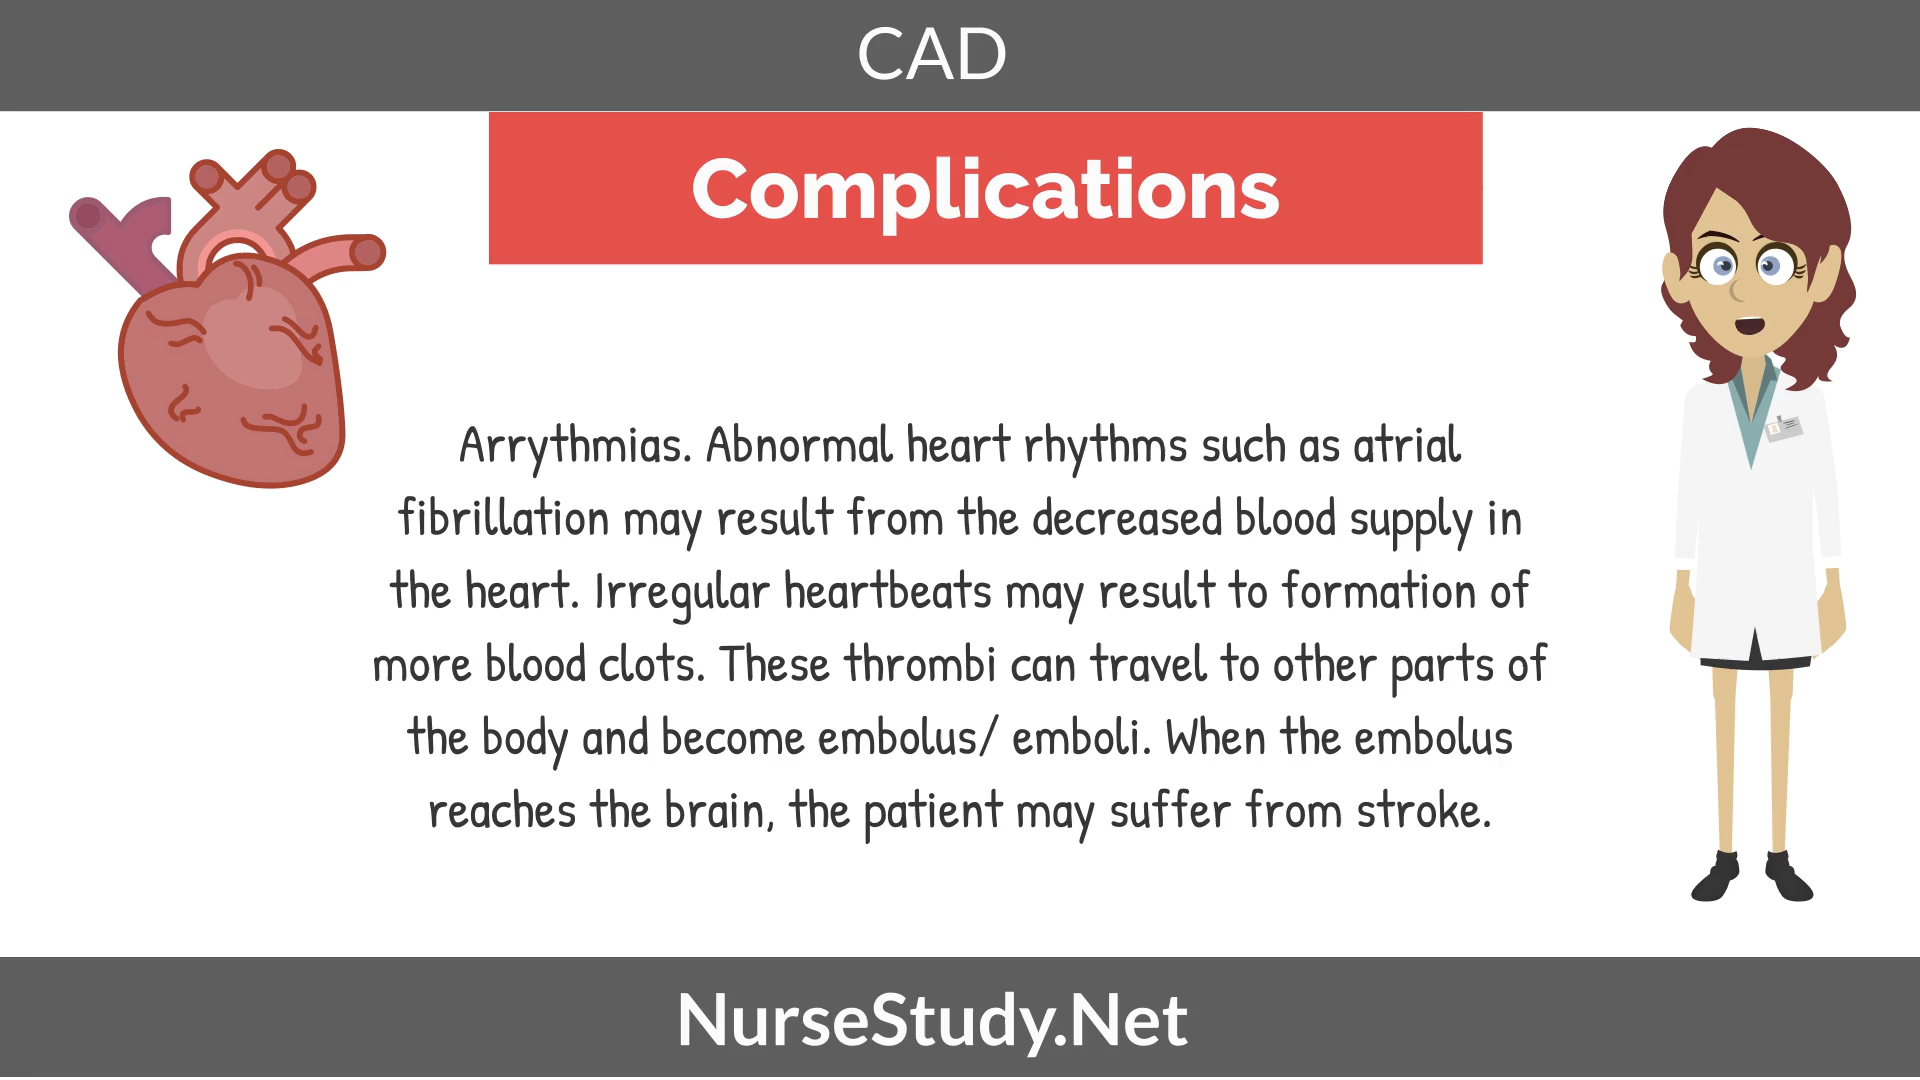 CAD
Complications
Arrythmias. Abnormal heart rhythms such as atrial
fibrillation may result from the decreased blood supply in
the heart. Irregular heartbeats may result to formation of
more blood clots. These thrombi can travel to other parts of
the body and become embolus/ emboli. When the embolus
reaches the brain, the patient may suffer from stroke.
NurseStudy.Net